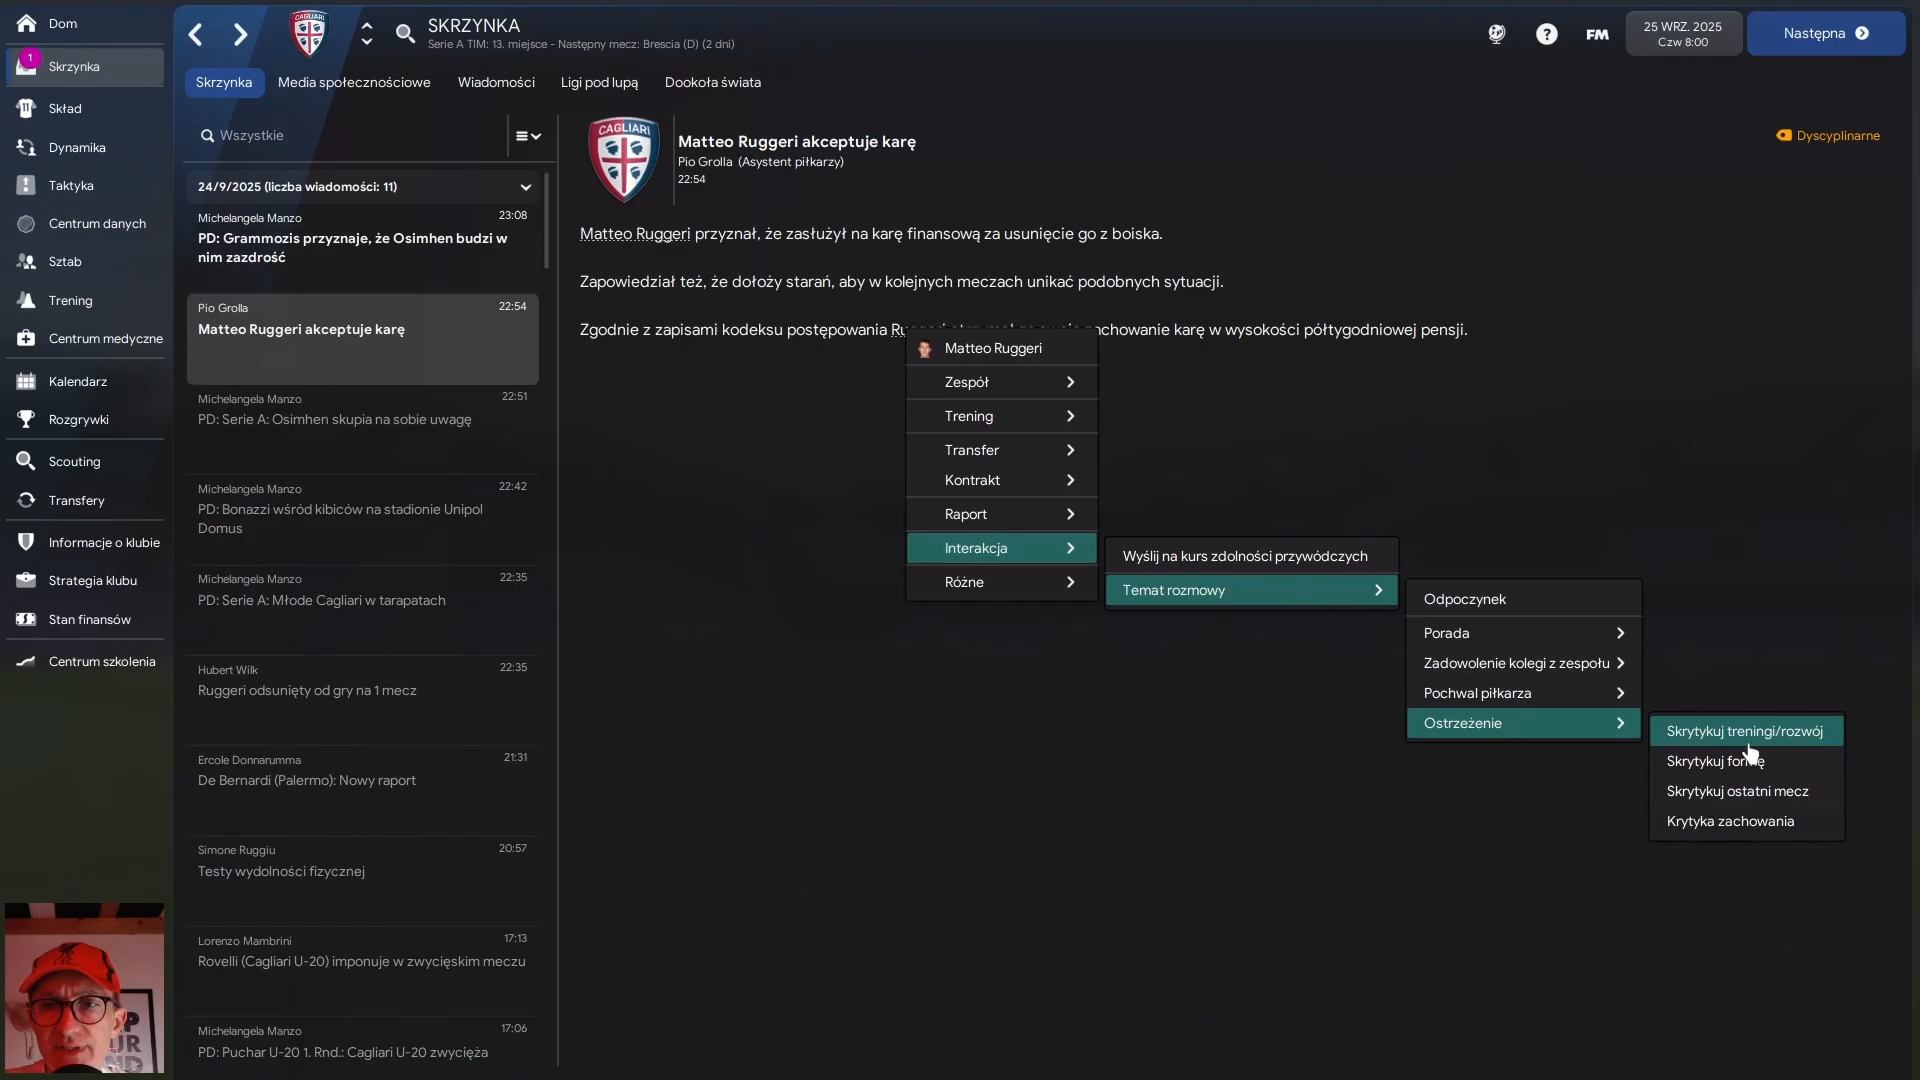 Dom
1
Skrzynka
Skład
Dynamika
Taktyka
Centrum danych
Sztab
Trening
Centrum medyczne
Kalendarz
Rozgrywki
Scouting
Transfery
Informacje o klubie
Strategia klubu
Stan finansów
Centrum szkolenia
CAGLIARI
SKRZYNKA
Serie A TIM: 13. miejsce - Następny mecz: Brescia (D) (2 dni)
FM
25 WRZ. 2025
Czw 8:00
Następna
Skrzynka
Media społecznościowe
Wiadomości
Ligi pod lupą
Dookoła świata
Wszystkie
24/9/2025 (liczba wiadomości: 11)
Michelangela Manzo 23:08
PD: Grammozis przyznaje, że Osimhen budzi w
nim zazdrość
Pio Grolla 22:54
Matteo Ruggeri akceptuje karę
Michelangela Manzo 22:51
PD: Serie A: Osimhen skupia na sobie uwagę
Michelangela Manzo 22:42
PD: Bonazzi wśród kibiców na stadionie Unipol
Domus
Michelangela Manzo 22:35
PD: Serie A: Młode Cagliari w tarapatach
Hubert Wilk 22:35
Ruggeri odsunięty od gry na 1 mecz
Ercole Donnarumma 21:31
De Bernardi (Palermo): Nowy raport
Simone Ruggiu 20:57
Testy wydolności fizycznej
Lorenzo Mambrini 17:13
Rovelli (Cagliari U-20) imponuje w zwycięskim meczu
Michelangela Manzo 17:06
PD: Puchar U-20 1. Rnd.: Cagliari U-20 zwycięża
CAGLIARI
Matteo Ruggeri akceptuje karę
Pio Grolla (Asystent piłkarzy)
22:54
Dyscyplinarne
Matteo Ruggeri przyznał, że zasłużył na karę finansową za usunięcie go z boiska.
Zapowiedział też, że dołoży starań, aby w kolejnych meczach unikać podobnych sytuacji.
Zgodnie z zapisami kodeksu postępowania karę w wysokości półtygodniowej pensji.
Matteo Ruggeri
Zespół
Trening
Transfer
Kontrakt
Raport
Interakcja
Różne
Wyślij na kurs zdolności przywódczych
Temat rozmowy
Odpoczynek
Porada
Zadowolenie kolegi z zespołu
Pochwal piłkarza
Ostrzeżenie
Skrytykuj treningi/rozwój
Skrytykuj formę
Skrytykuj ostatni mecz
Krytyka zachowania